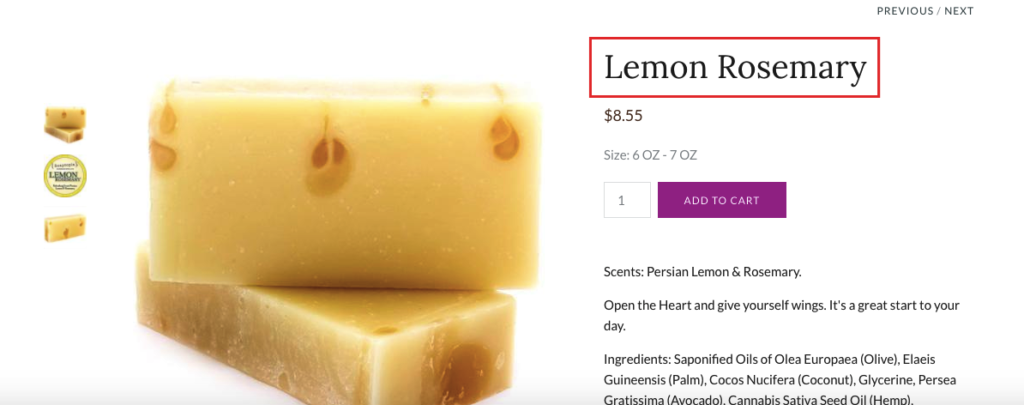 PREVIOUS / NEXT
Lemon Rosemary
$8.55
Size: 6 OZ - 7 OZ
LEMON
ROSEMARY
1
ADD TO CART
Scents: Persian Lemon & Rosemary.
Open the Heart and give yourself wings. It's a great start to your
day.
Ingredients: Saponified Oils of Olea Europaea (Olive), Elaeis
Guineensis (Palm), Cocos Nucifera (Coconut), Glycerine, Persea
Gratissima (Avocado), Cannabis Sativa Seed Oil (Hemp),